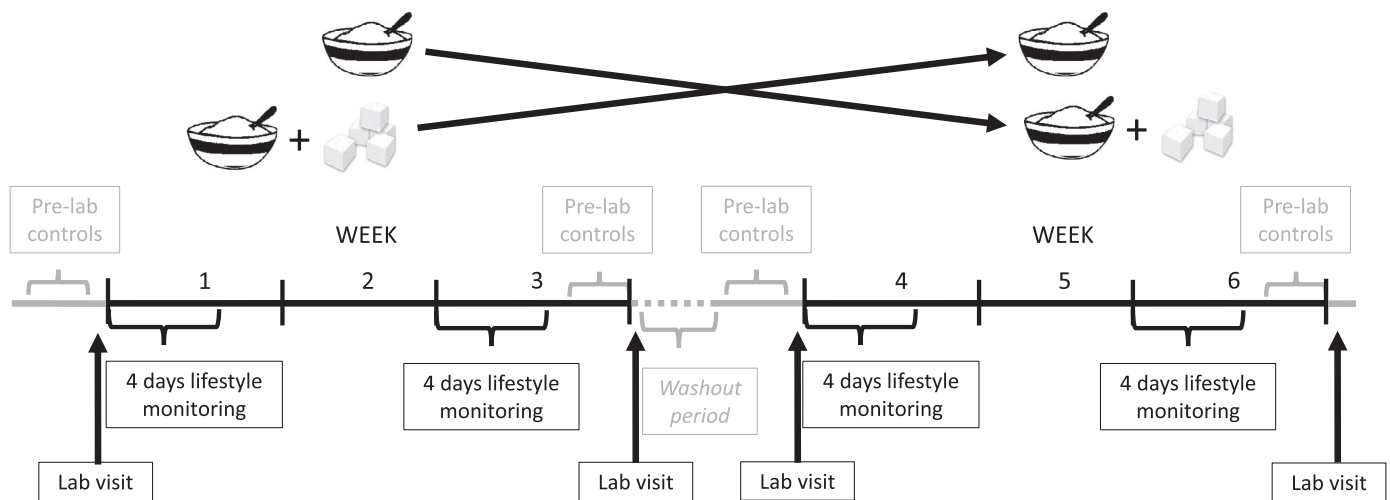 +
+
Pre-lab
controls
WEEK
Pre-lab
controls
Pre-lab
controls
WEEK
Pre-lab
controls
1
2
3
4
5
6
4 days lifestyle
monitoring
4 days lifestyle
monitoring
Washout
period
4 days lifestyle
monitoring
4 days lifestyle
monitoring
Lab visit
Lab visit
Lab visit
Lab visit